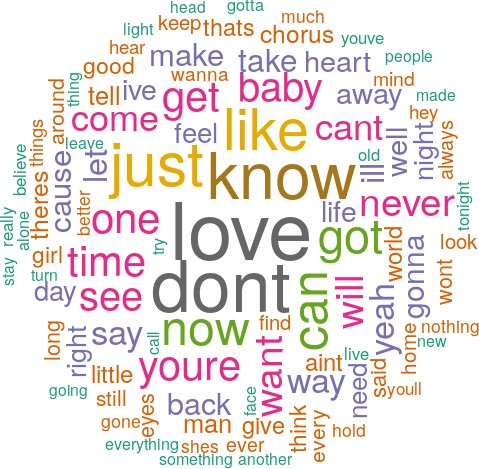 head
gotta
light
keep
thats
much
chorus
youve
hear
make
take
heart
people
good
wanna
mind
made
thing
tell
ive
get
baby
away
hey
around
come
like
cant
well
night
always
things
leave
feel
believe
theres
cause
let
just
know
old
ill
really
alone
better
one
love
life
never
tonight
stay
girl
time
try
got
world
look
turn
day
see
dont
can
will
yeah
gonna
wont
long
right
say
call
now
find
want
nothing
new
home
youre
aint
live
little
way
need
said
youll
going
still
eyes
back
face
gone
man
give
think
every
hold
everything
shes
ever
something
another